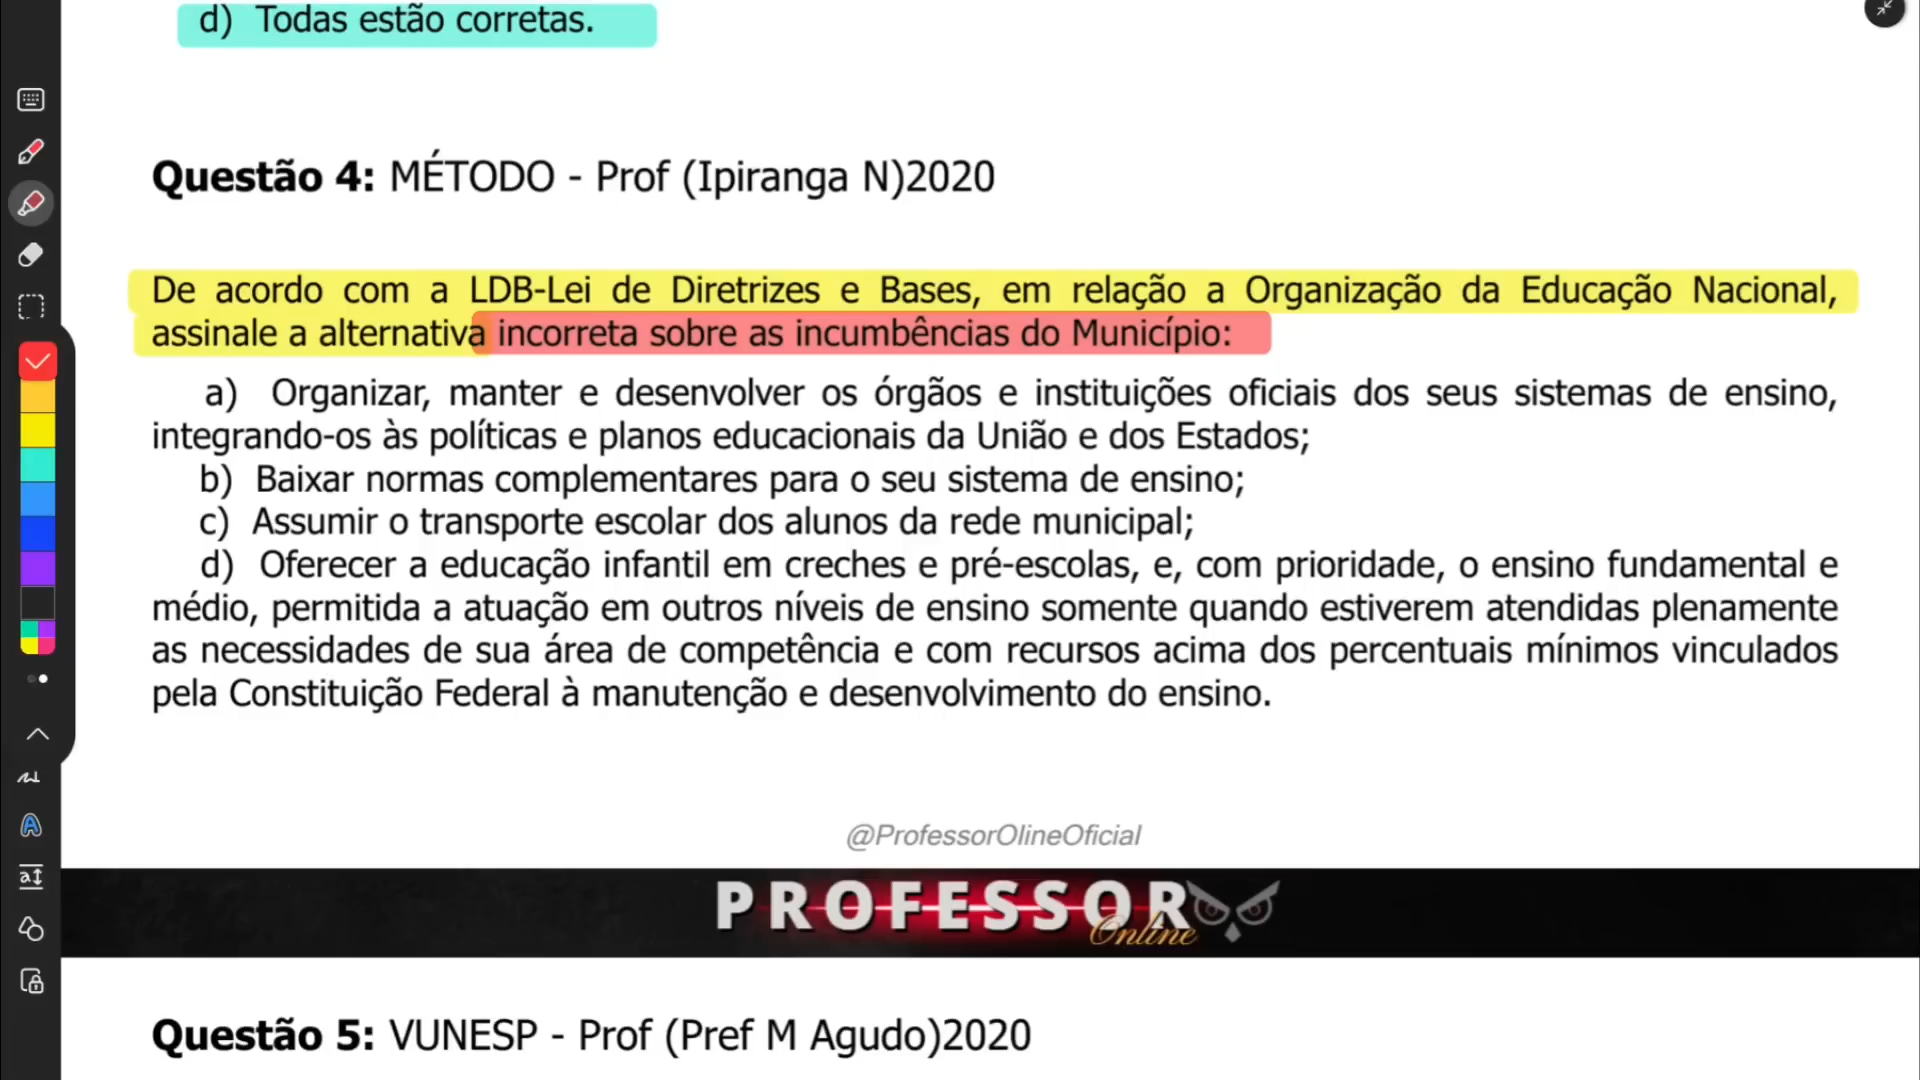 d) Todas estão corretas.
Questão 4: MÉTODO - Prof (Ipiranga N)2020
De acordo com a LDB-Lei de Diretrizes e Bases, em relação a Organização da Educação Nacional,
assinale a alternativa incorreta sobre as incumbências do Município:
a) Organizar, manter e desenvolver os órgãos e instituições oficiais dos seus sistemas de ensino,
integrando-os às políticas e planos educacionais da União e dos Estados;
b) Baixar normas complementares para o seu sistema de ensino;
c) Assumir o transporte escolar dos alunos da rede municipal;
d) Oferecer a educação infantil em creches e pré-escolas, e, com prioridade, o ensino fundamental e
médio, permitida a atuação em outros níveis de ensino somente quando estiverem atendidas plenamente
as necessidades de sua área de competência e com recursos acima dos percentuais mínimos vinculados
pela Constituição Federal à manutenção e desenvolvimento do ensino.
@ProfessorOlineOficial
PROFESSOR
Online
Questão 5: VUNESP - Prof (Pref M Agudo)2020